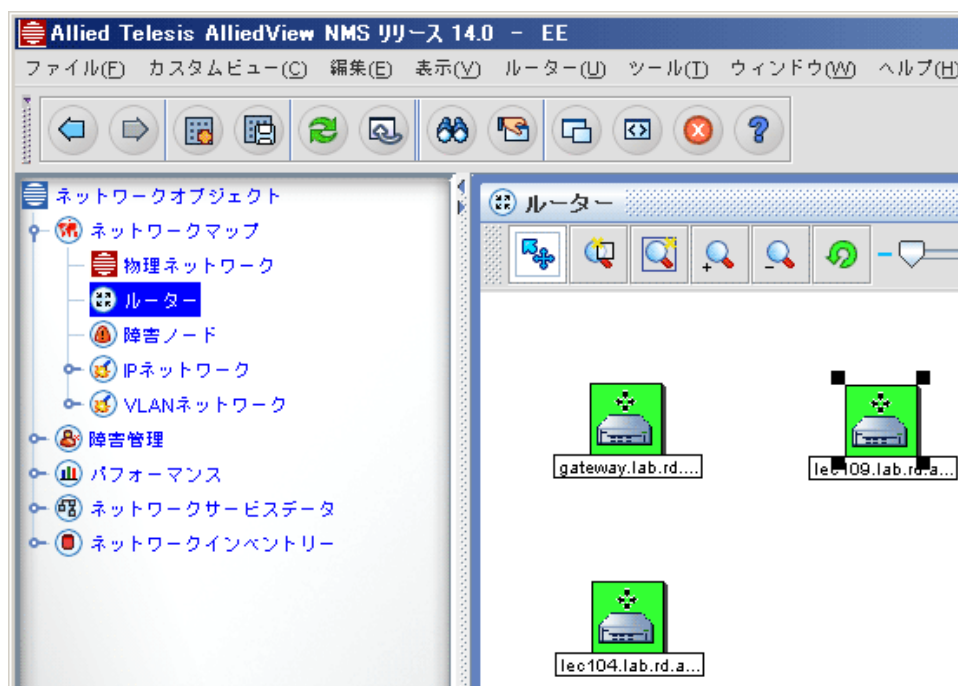 Allied Telesis AlliedView NMS リリース 14.0 - EE
ファイル(F) カスタムビュー(C) 編集(E) 表示(V) ルーター(U) ツール(T) ウィンドウ(W) ヘルプ(H)
ネットワークオブジェクト
ネットワークマップ
物理ネットワーク
ルーター
障害ノード
IPネットワーク
VLANネットワーク
障害管理
パフォーマンス
ネットワークサービスデータ
ネットワークインベントリー
ルーター
gateway.lab.rd....
lec109.lab.rd.a...
lec104.lab.rd.a...